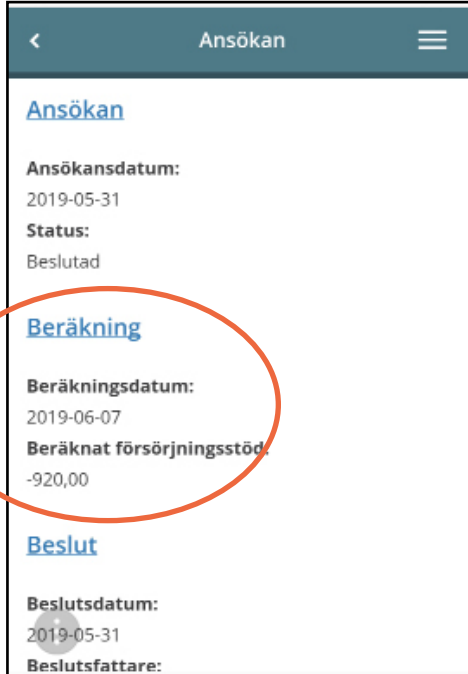 Ansökan
Ansökan
Ansökansdatum:
2019-05-31
Status:
Beslutad
Beräkning
Beräkningsdatum:
2019-06-07
Beräknat försörjningsstöd:
-920,00
Beslut
Beslutsdatum:
2019-05-31
Beslutsfattare: